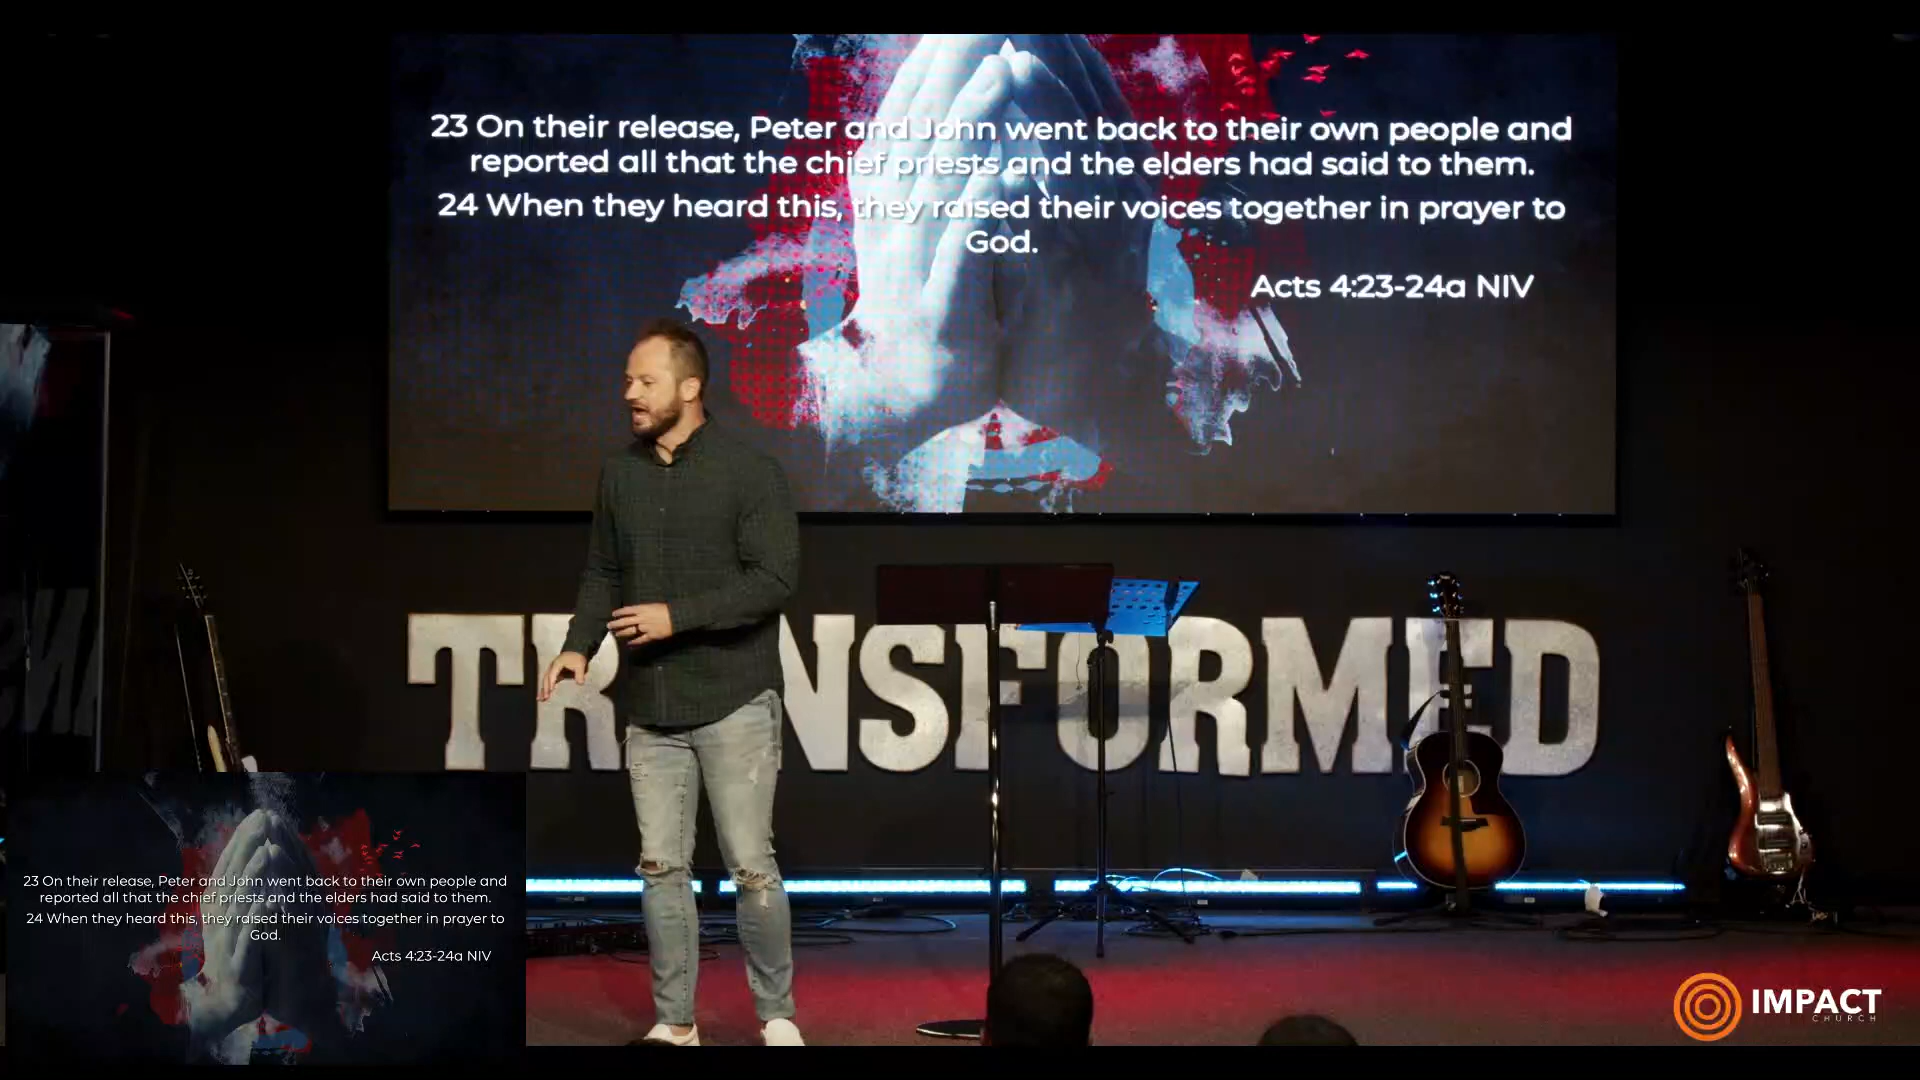 23 On their release, Peter and John went back to their own people and
reported all that the chief priests and the elders had said to them.
24 When they heard this, they raised their voices together in prayer to
God.
Acts 4:23-24a NIV
TRANSFORMED
23 On their release, Peter and John went back to their own people and
reported all that the chief priests and the elders had said to them.
24 When they heard this, they raised their voices together in prayer to
God.
Acts 4:23-24a NIV
IMPACT
CHURCH